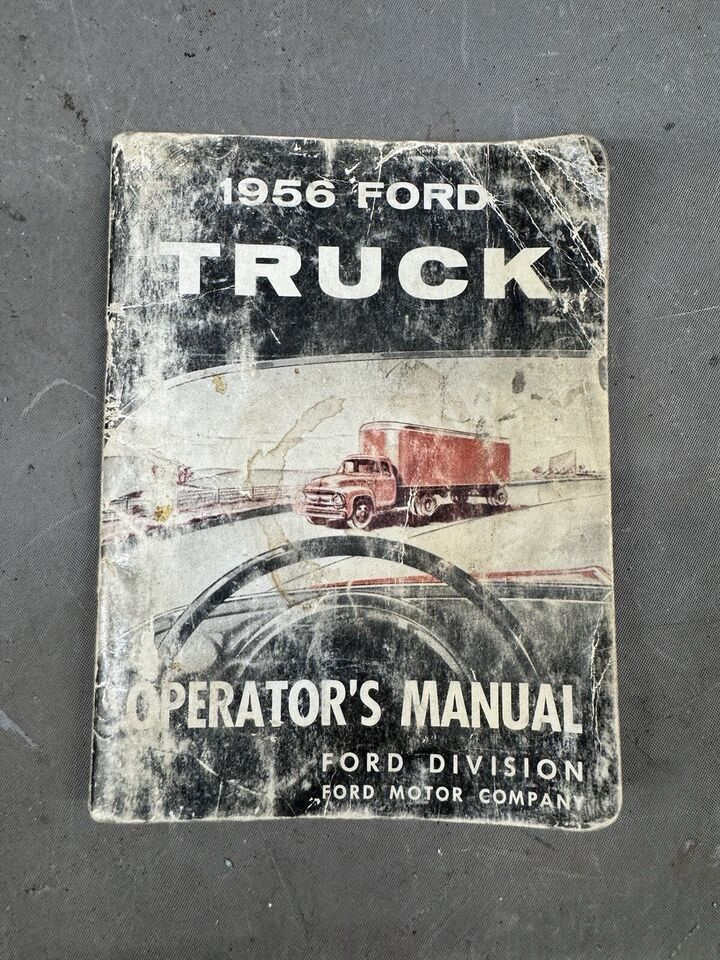 1956 FORD
TRUCK
OPERATOR'S MANUAL
FORD DIVISION
FORD MOTOR COMPANY